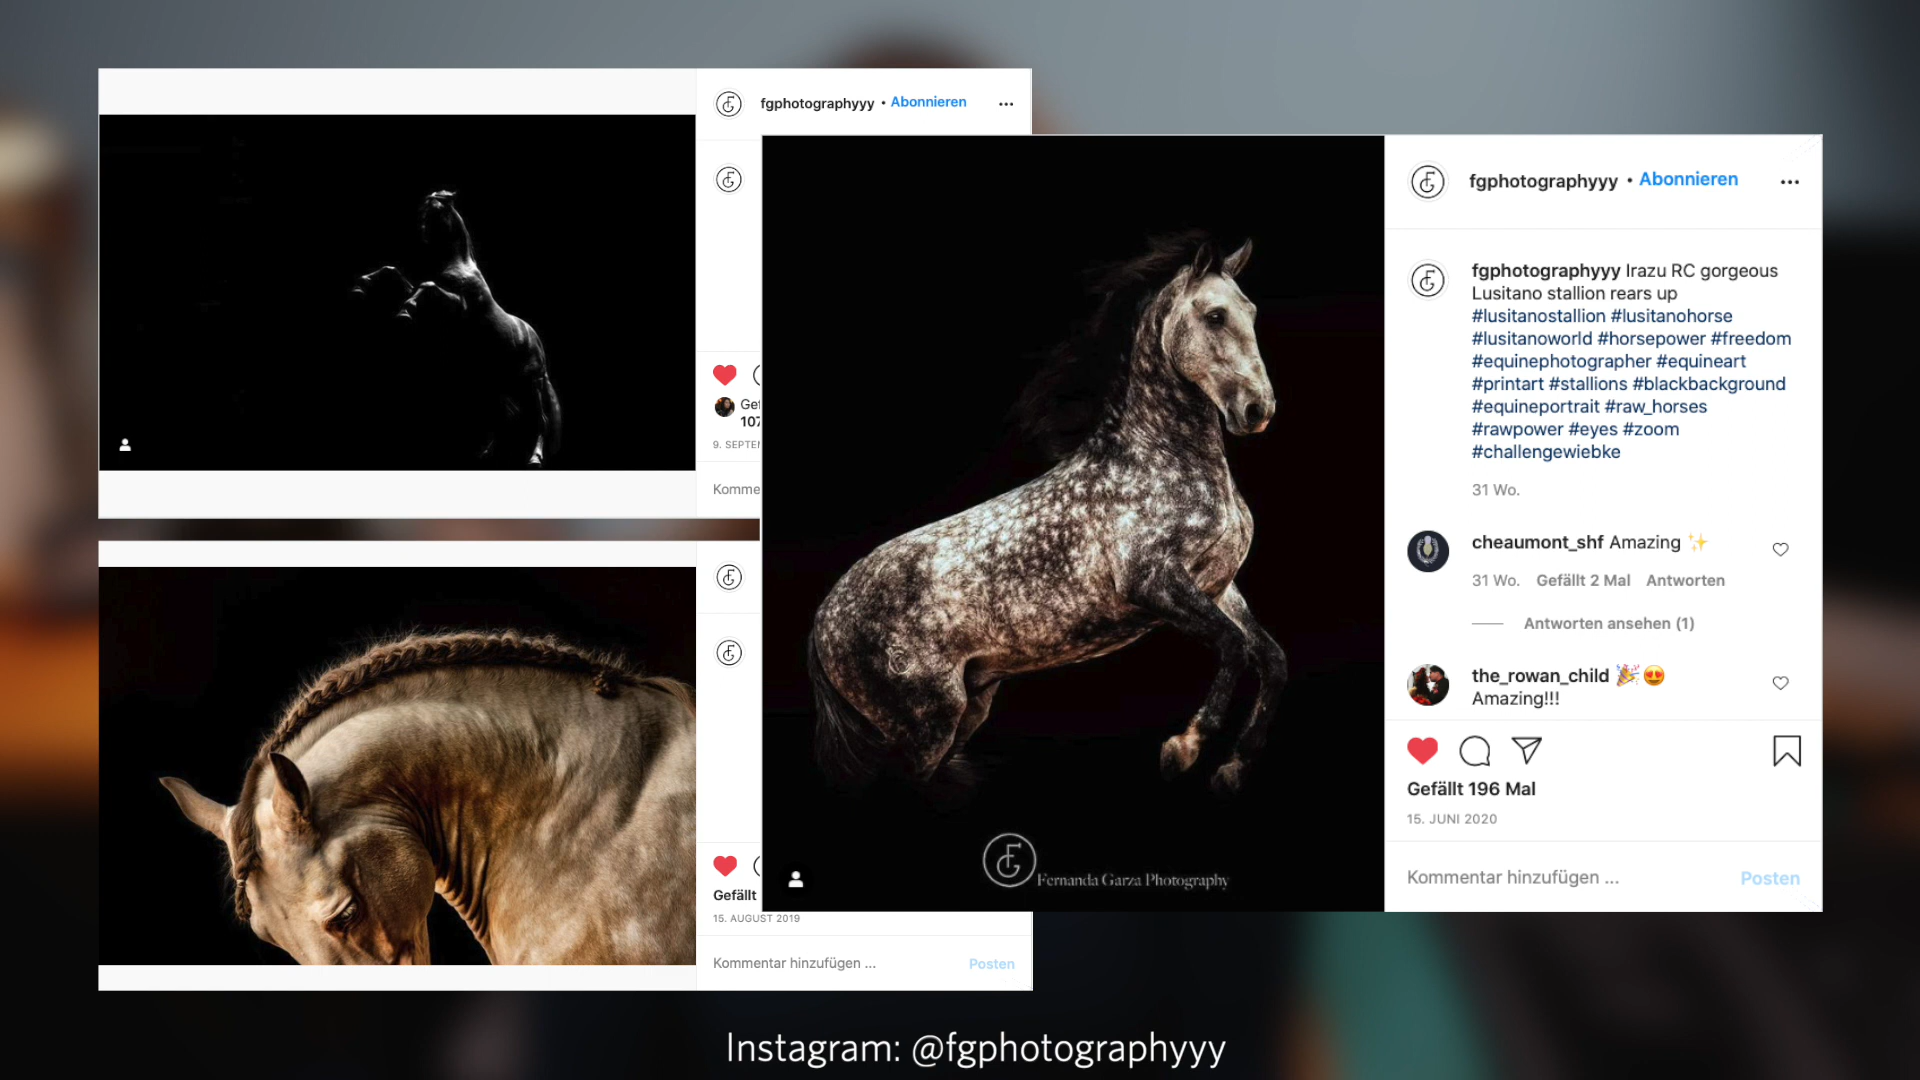 fgphotographyyy • Abonnieren
107
9. SEPTE
Komme
Gefällt
15. AUGUST 2019
Kommentar hinzufügen ...
Posten
fgphotographyyy • Abonnieren
fgphotographyyy Irazu RC gorgeous
Lusitano stallion rears up
#lusitanostallion #lusitanohorse
#lusitanoworld #horsepower #freedom
#equinephotographer #equineart
#printart #stallions #blackbackground
#equineportrait #raw_horses
#rawpower #eyes #zoom
#challengewiebke
31 Wo.
cheaumont_shf Amazing ✨
31 Wo. Gefällt 2 Mal Antworten
Antworten ansehen (1)
the_rowan_child 🎉😍
Amazing!!!
Gefällt 196 Mal
15. JUNI 2020
Kommentar hinzufügen ...
Posten
Fernanda Garza Photography
Instagram: @fgphotographyyy